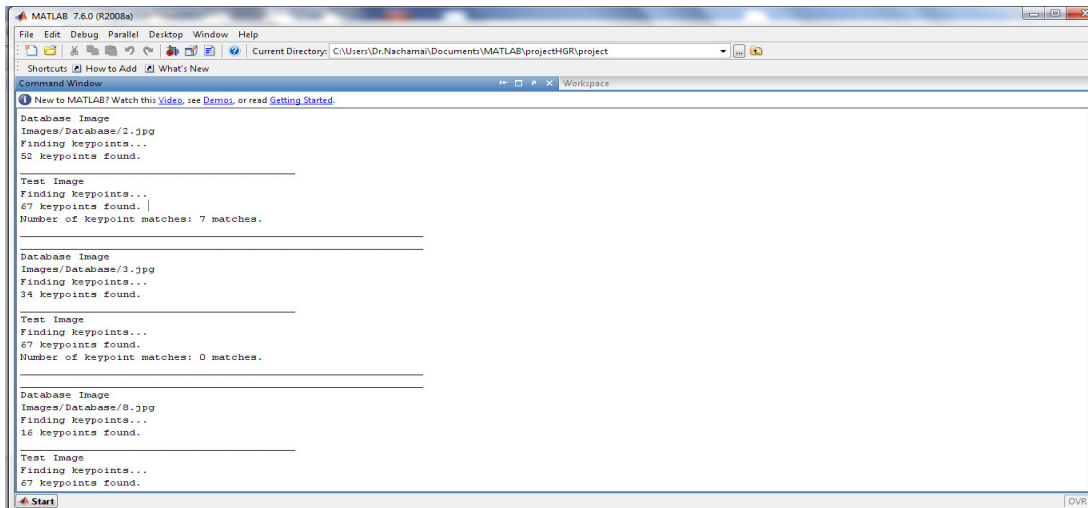 MATLAB 7.6.0 (R2008a)
File Edit Debug Parallel Desktop Window Help
Current Directory: C:\Users\Dr.Nachamai\Documents\MATLAB\projectHGR\project
Shortcuts How to Add What's New
Command Window
Workspace
New to MATLAB? Watch this Video, see Demos, or read Getting Started.
Database Image
Images/Database/2.jpg
Finding keypoints...
52 keypoints found.
Test Image
Finding keypoints...
67 keypoints found.
Number of keypoint matches: 7 matches.
Database Image
Images/Database/3.jpg
Finding keypoints...
34 keypoints found.
Test Image
Finding keypoints...
67 keypoints found.
Number of keypoint matches: 0 matches.
Database Image
Images/Database/8.jpg
Finding keypoints...
16 keypoints found.
Test Image
Finding keypoints...
67 keypoints found.
Start
OVR